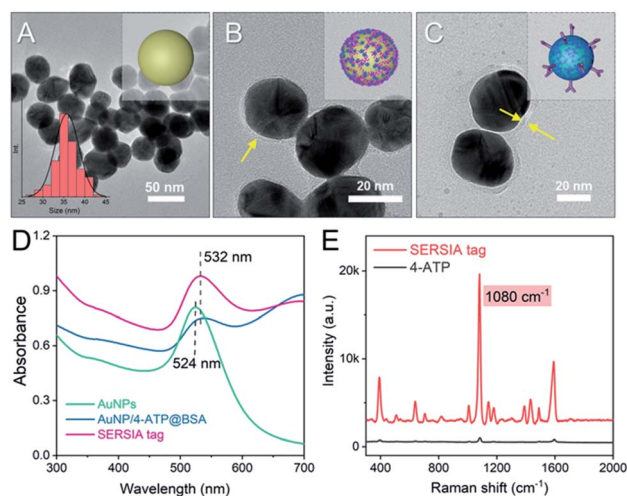 A
B
C
Int.
25 30 35 40 45
Size (nm)
50 nm
20 nm
20 nm
D
1.2
0.9
0.6
0.3
0.0
532 nm
524 nm
AuNPs
AuNP/4-ATP@BSA
SERSIA tag
300 400 500 600 700
Wavelength (nm)
Absorbance
E
SERSIA tag
4-ATP
1080 cm-1
20k
10k
0
400 800 1200 1600 2000
Raman shift (cm-1)
Intensity (a.u.)